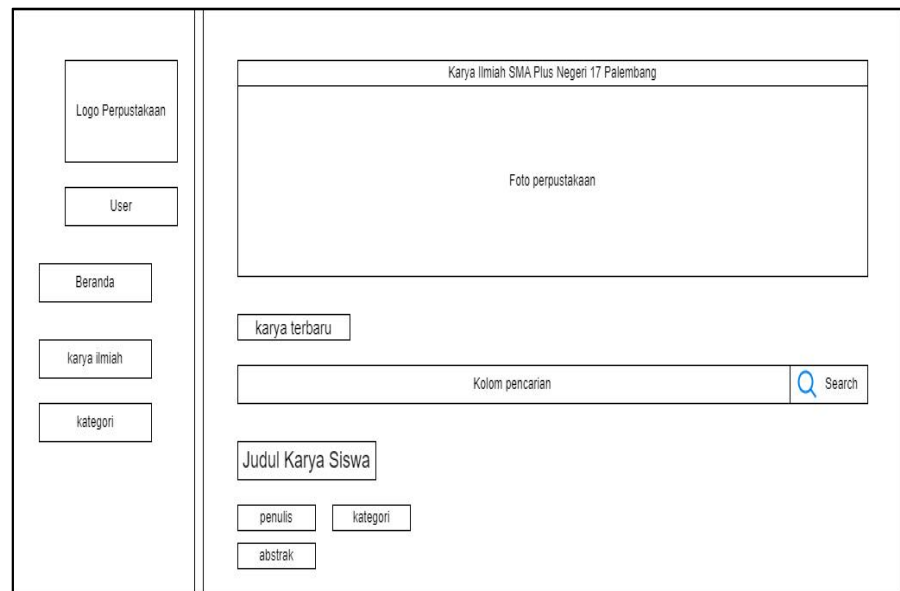 Logo Perpustakaan
User
Beranda
karya ilmiah
kategori
Karya Ilmiah SMA Plus Negeri 17 Palembang
Foto perpustakaan
karya terbaru
Kolom pencarian
Search
Judul Karya Siswa
penulis
kategori
abstrak